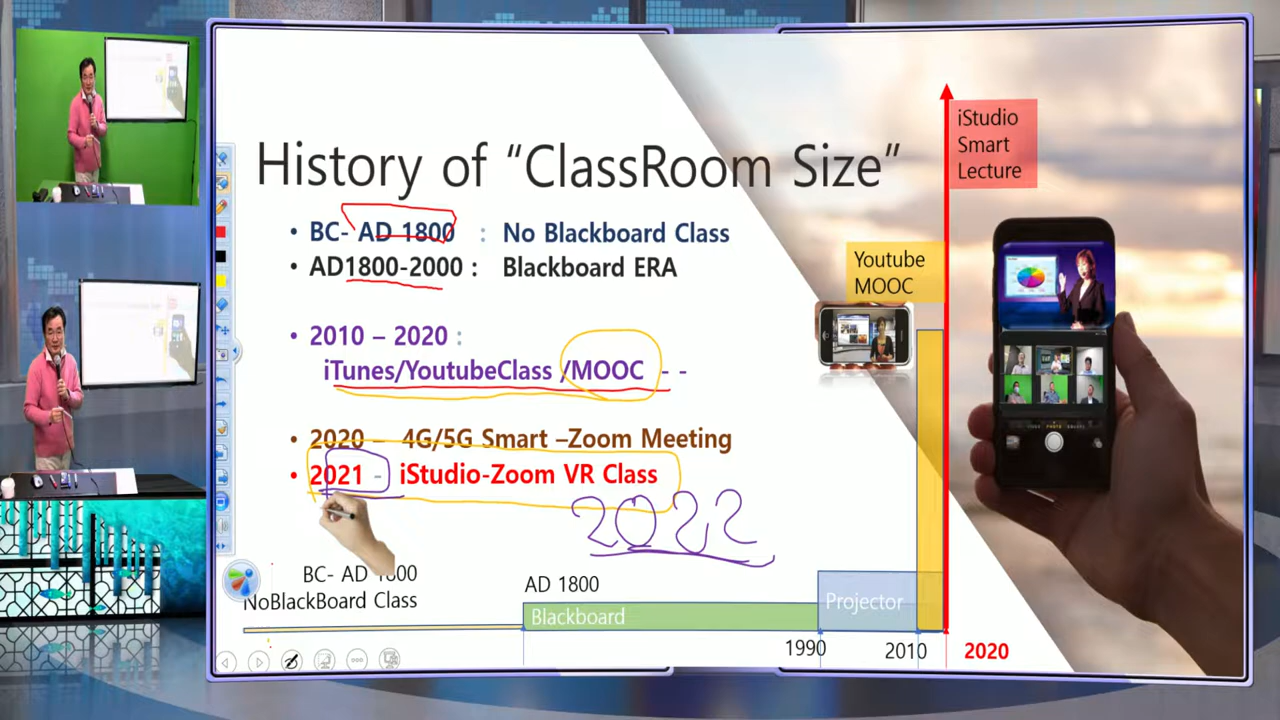 History of “ClassRoom Size”
• BC- AD 1800 : No Blackboard Class
• AD1800-2000 : Blackboard ERA
• 2010 – 2020 :
iTunes/YoutubeClass /MOOC - -
• 2020 – 4G/5G Smart –Zoom Meeting
• 2021 - iStudio-Zoom VR Class
2022
iStudio
Smart
Lecture
Youtube
MOOC
BC- AD 1800
NoBlackBoard Class
AD 1800
Blackboard
Projector
1990
2010
2020